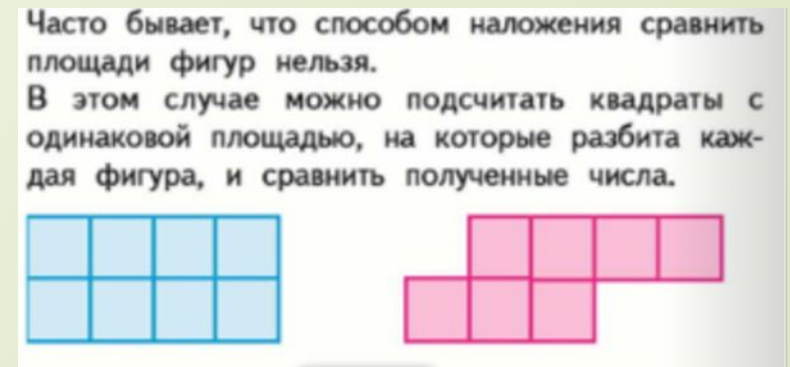 Часто бывает, что способом наложения сравнить
площади фигур нельзя.
В этом случае можно подсчитать квадраты с
одинаковой площадью, на которые разбита каж-
дая фигура, и сравнить полученные числа.